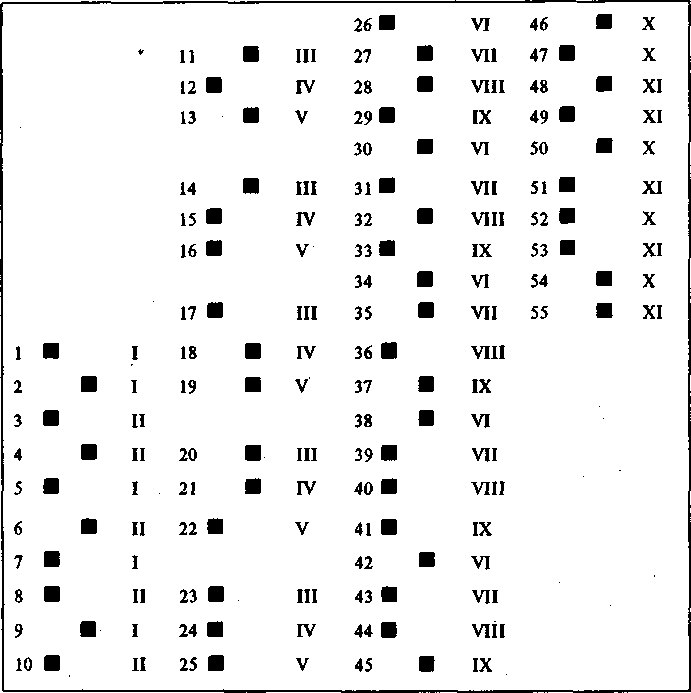 26 ■ VI 46 ■ X
11 ■ III 27 ■ VII 47 ■ X
12 ■ IV 28 ■ VIII 48 ■ XI
13 ■ V 29 ■ IX 49 ■ XI
30 ■ VI 50 ■ X
14 ■ III 31 ■ VII 51 ■ XI
15 ■ IV 32 ■ VIII 52 ■ X
16 ■ V 33 ■ IX 53 ■ XI
34 ■ VI 54 ■ X
17 ■ III 35 ■ VII 55 ■ XI
1 ■ I 18 ■ IV 36 ■ VIII
2 ■ I 19 ■ V 37 ■ IX
3 ■ II 38 ■ VI
4 ■ II 20 ■ III 39 ■ VII
5 ■ I 21 ■ IV 40 ■ VIII
6 ■ II 22 ■ V 41 ■ IX
7 ■ I 42 ■ VI
8 ■ II 23 ■ III 43 ■ VII
9 ■ I 24 ■ IV 44 ■ VIII
10 ■ II 25 ■ V 45 ■ IX